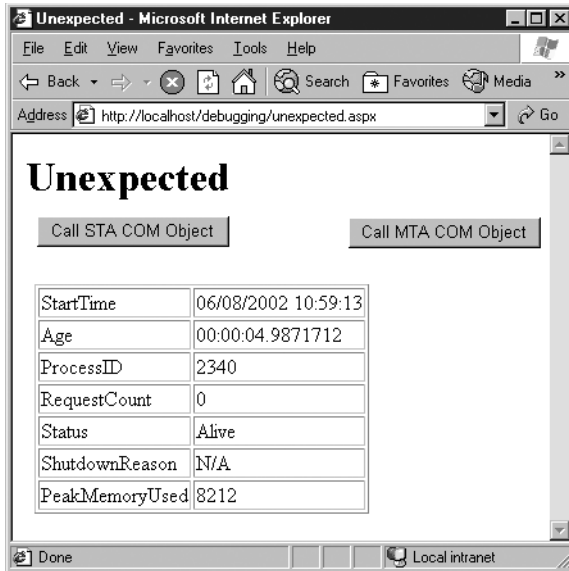 Unexpected - Microsoft Internet Explorer
File Edit View Favorites Tools Help
Back Search Favorites Media »
Address http://localhost/debugging/unexpected.aspx Go
Unexpected
Call STA COM Object Call MTA COM Object
StartTime 06/08/2002 10:59:13
Age 00:00:04.9871712
ProcessID 2340
RequestCount 0
Status Alive
ShutdownReason N/A
PeakMemoryUsed 8212
Done Local intranet